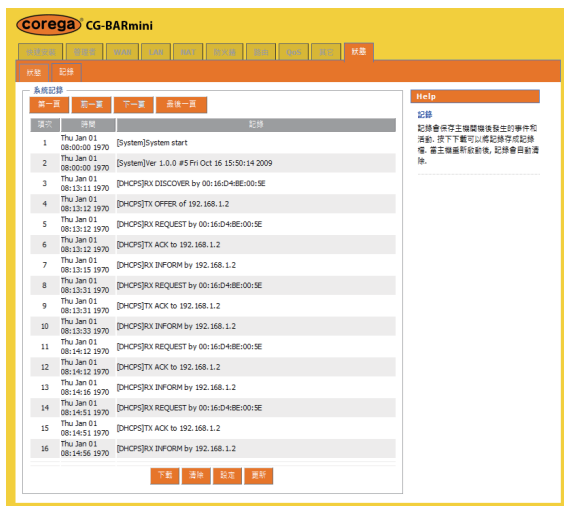 corega CG-BARmini
快速安裝 精靈幫 WAN LAN NAT 防火牆 路由 QoS 其它 狀態
狀態 記錄
系統記錄
第一頁 前一頁 下一頁 最後一頁
項次 時間 記錄
1 Thu Jan 01 08:00:00 1970 [System]System start
2 Thu Jan 01 08:00:00 1970 [System]Ver 1.0.0 #5 Fri Oct 16 15:50:14 2009
3 Thu Jan 01 08:13:11 1970 [DHCPS]RX DISCOVER by 00:16:D4:BE:00:5E
4 Thu Jan 01 08:13:12 1970 [DHCPS]TX OFFER of 192.168.1.2
5 Thu Jan 01 08:13:12 1970 [DHCPS]RX REQUEST by 00:16:D4:BE:00:5E
6 Thu Jan 01 08:13:12 1970 [DHCPS]TX ACK to 192.168.1.2
7 Thu Jan 01 08:13:15 1970 [DHCPS]RX INFORM by 192.168.1.2
8 Thu Jan 01 08:13:31 1970 [DHCPS]RX REQUEST by 00:16:D4:BE:00:5E
9 Thu Jan 01 08:13:31 1970 [DHCPS]TX ACK to 192.168.1.2
10 Thu Jan 01 08:13:33 1970 [DHCPS]RX INFORM by 192.168.1.2
11 Thu Jan 01 08:14:12 1970 [DHCPS]RX REQUEST by 00:16:D4:BE:00:5E
12 Thu Jan 01 08:14:12 1970 [DHCPS]TX ACK to 192.168.1.2
13 Thu Jan 01 08:14:16 1970 [DHCPS]RX INFORM by 192.168.1.2
14 Thu Jan 01 08:14:51 1970 [DHCPS]RX REQUEST by 00:16:D4:BE:00:5E
15 Thu Jan 01 08:14:51 1970 [DHCPS]TX ACK to 192.168.1.2
16 Thu Jan 01 08:14:56 1970 [DHCPS]RX INFORM by 192.168.1.2
下載 清除 設定 更新
Help
記錄
記錄會保存主機開機後發生的事件和
活動. 按下下載可以將記錄存成記錄
檔. 當主機重新啟動後, 記錄會自動清
除.